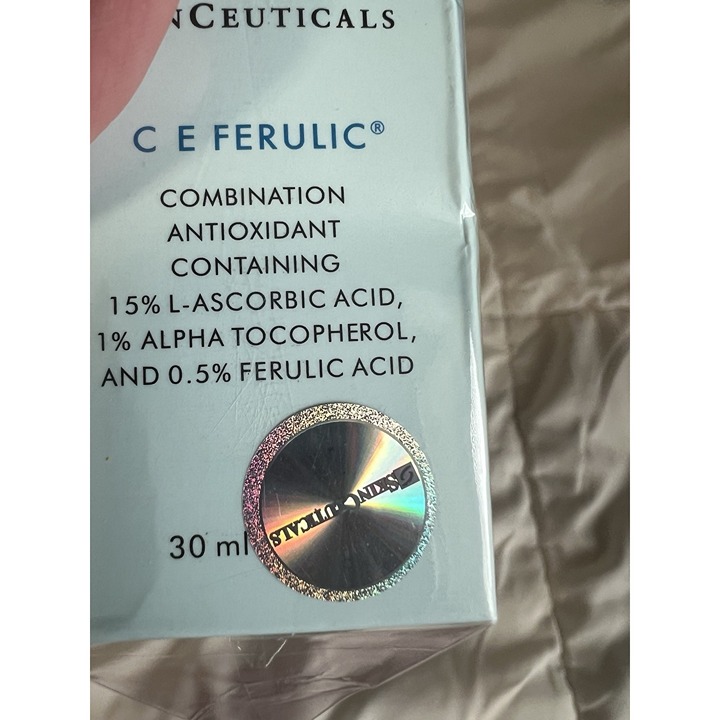 NCEUTICALS
C E FERULIC®
COMBINATION
ANTIOXIDANT
CONTAINING
15% L-ASCORBIC ACID,
1% ALPHA TOCOPHEROL,
AND 0.5% FERULIC ACID
SKINCEUTICALS
30 ml